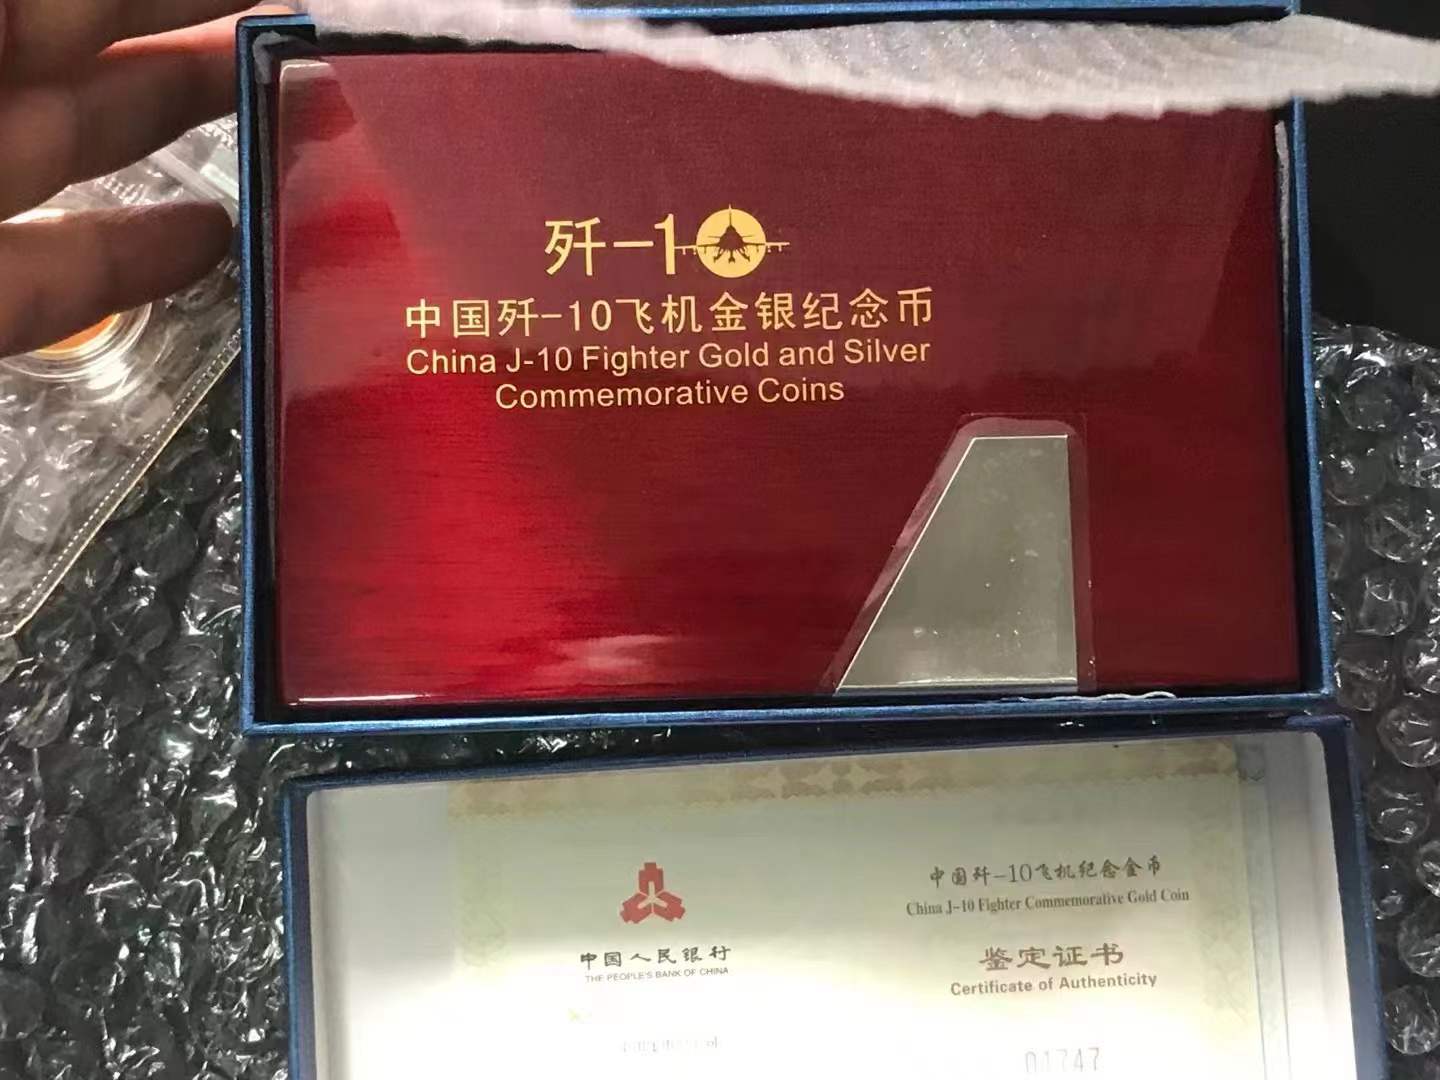 歼-10
中国歼-10飞机金银纪念币
China J-10 Fighter Gold and Silver
Commemorative Coins
中国人民银行
THE PEOPLE'S BANK OF CHINA
中国歼-10飞机纪念金币
China J-10 Fighter Commemorative Gold Coin
鉴定证书
Certificate of Authenticity
01747